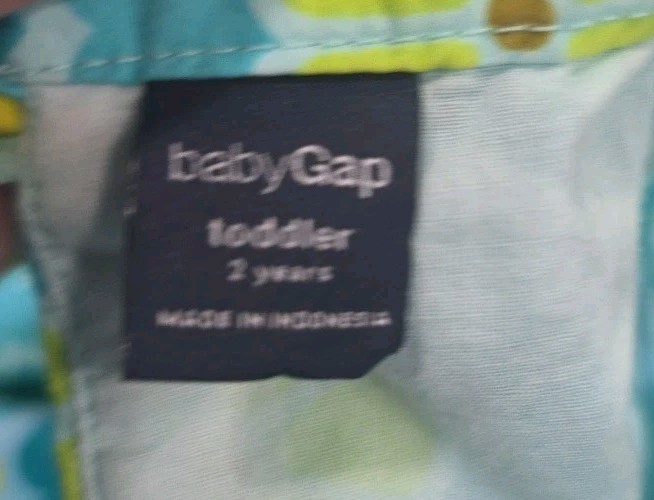 babyGap
toddler
2 years
MADE IN INDONESIA